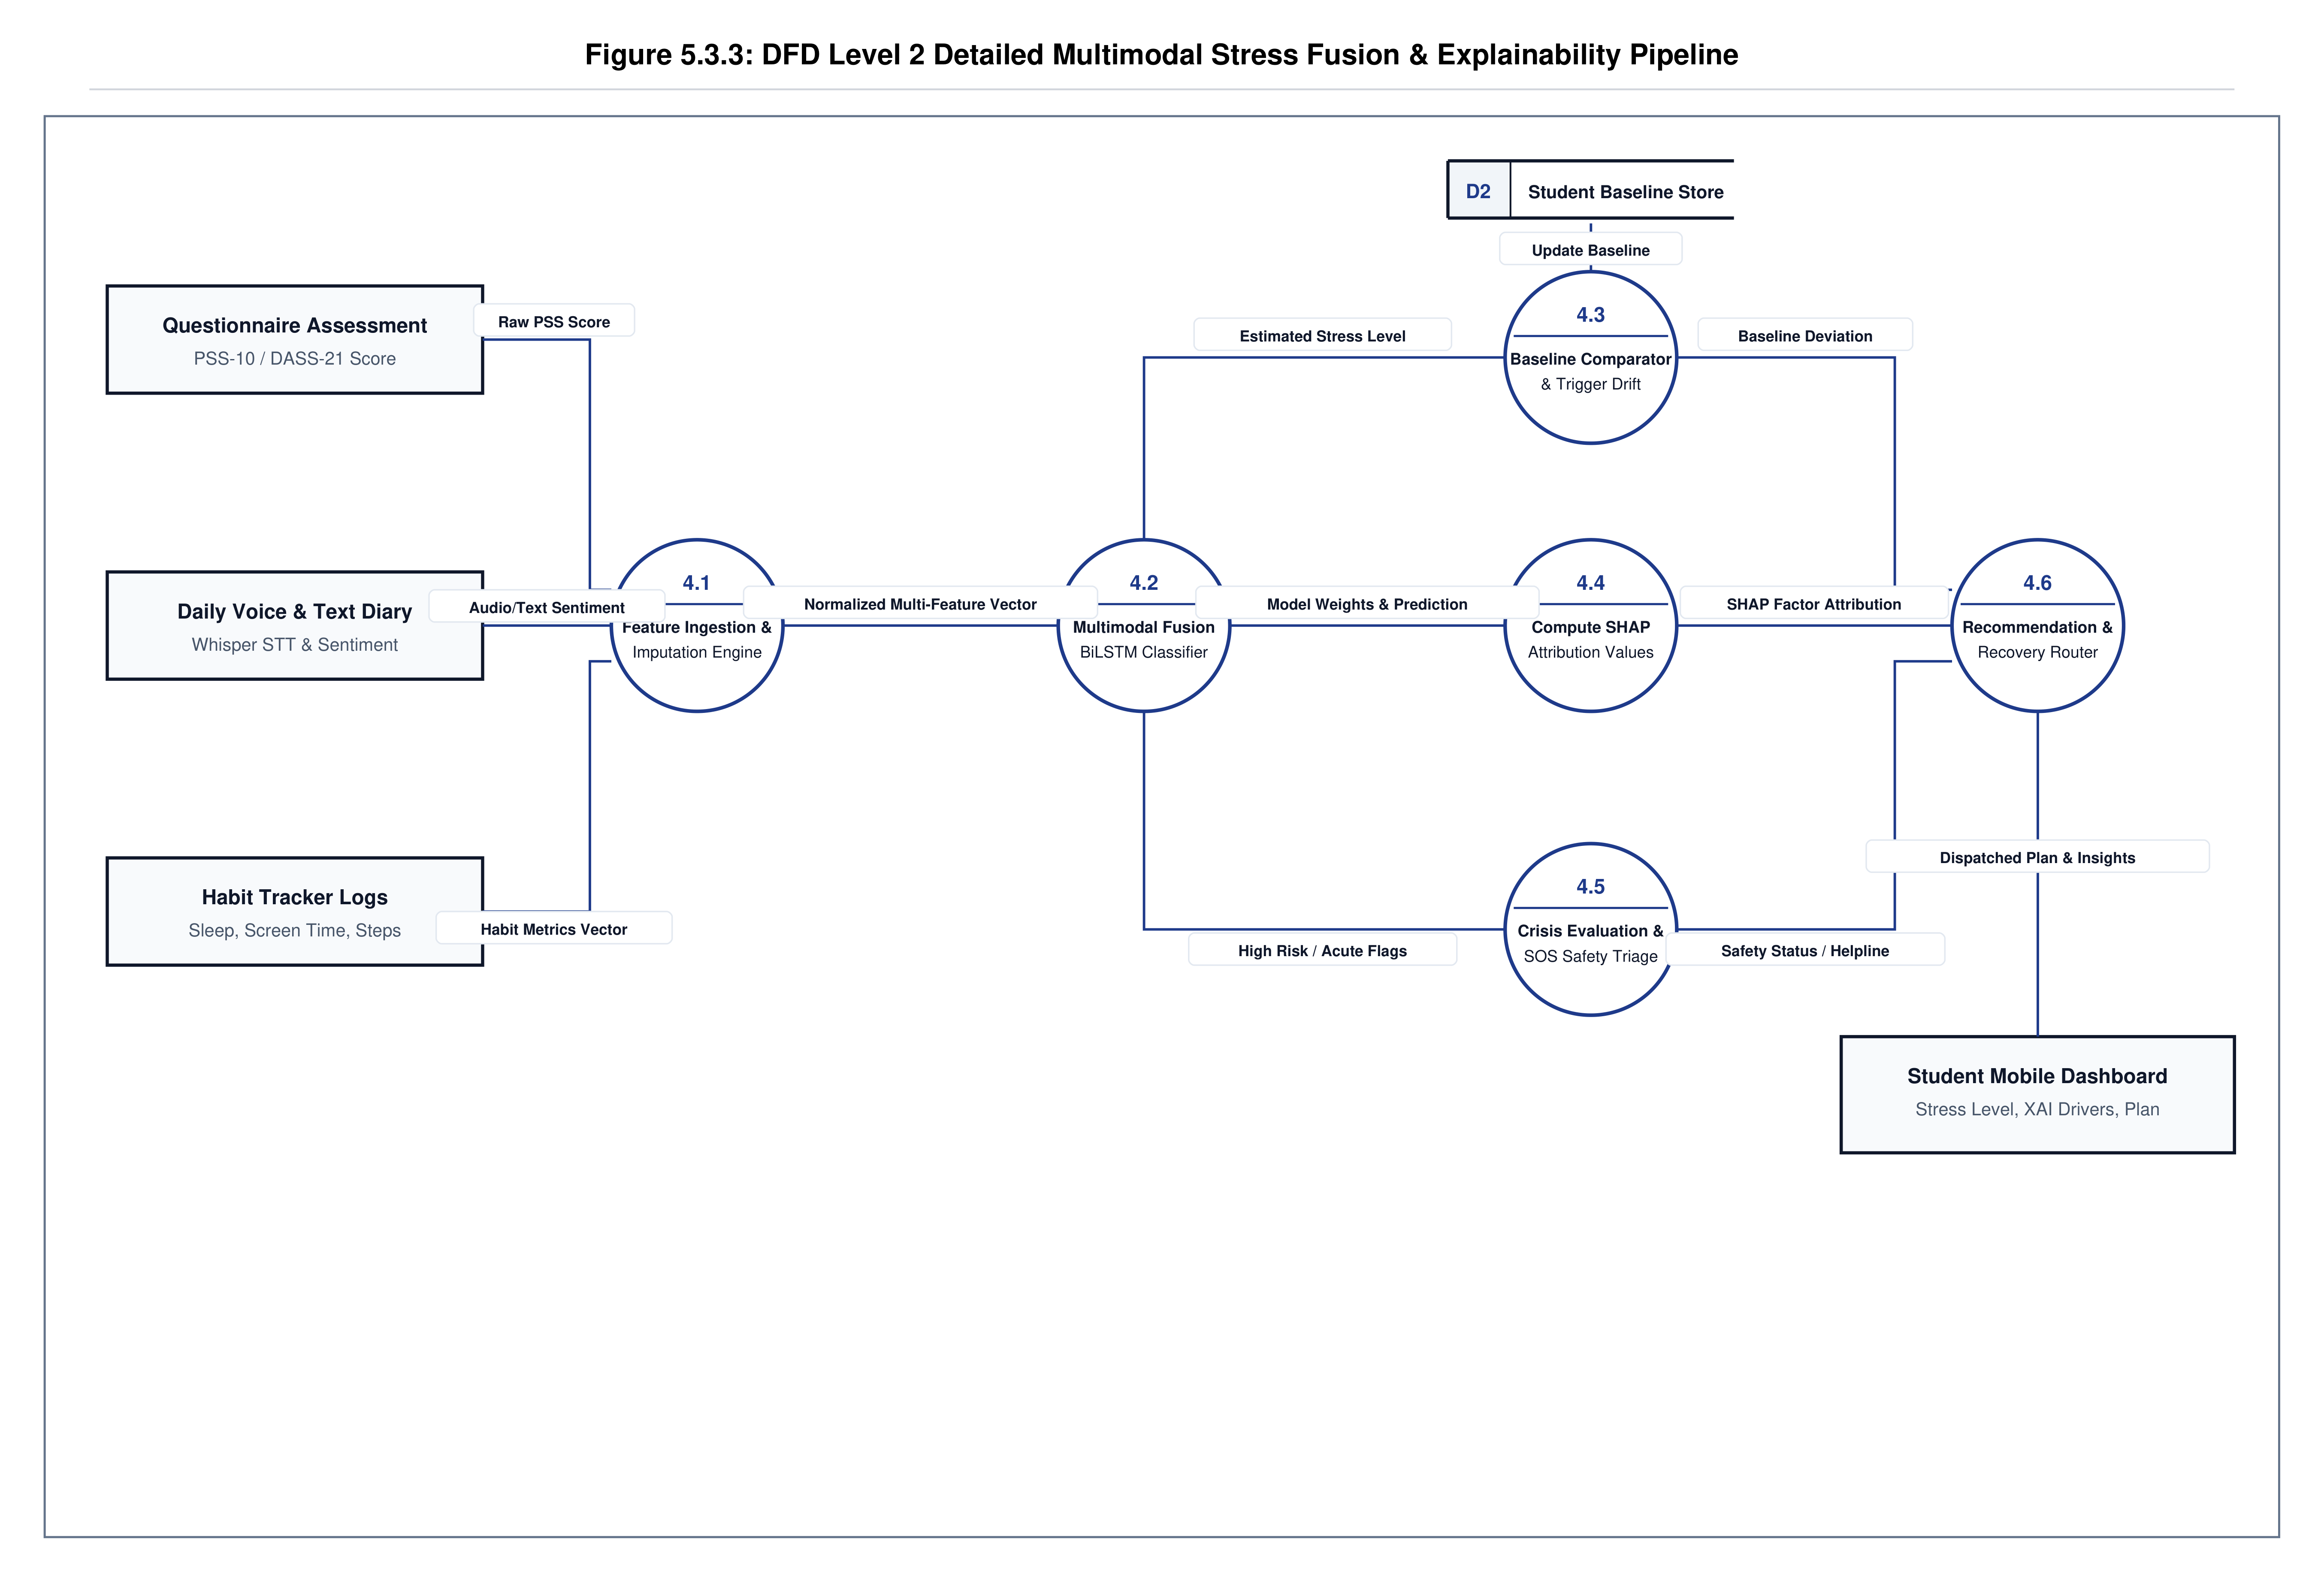 Figure 5.3.3: DFD Level 2 Detailed Multimodal Stress Fusion & Explainability Pipeline
D2
Student Baseline Store
Update Baseline
Questionnaire Assessment
PSS-10 / DASS-21 Score
Raw PSS Score
Estimated Stress Level
4.3
Baseline Comparator
& Trigger Drift
Baseline Deviation
Daily Voice & Text Diary
Whisper STT & Sentiment
Audio/Text Sentiment
4.1
Feature Ingestion &
Imputation Engine
Normalized Multi-Feature Vector
4.2
Multimodal Fusion
BiLSTM Classifier
Model Weights & Prediction
4.4
Compute SHAP
Attribution Values
SHAP Factor Attribution
4.6
Recommendation &
Recovery Router
Habit Tracker Logs
Sleep, Screen Time, Steps
Habit Metrics Vector
High Risk / Acute Flags
4.5
Crisis Evaluation &
SOS Safety Triage
Safety Status / Helpline
Dispatched Plan & Insights
Student Mobile Dashboard
Stress Level, XAI Drivers, Plan